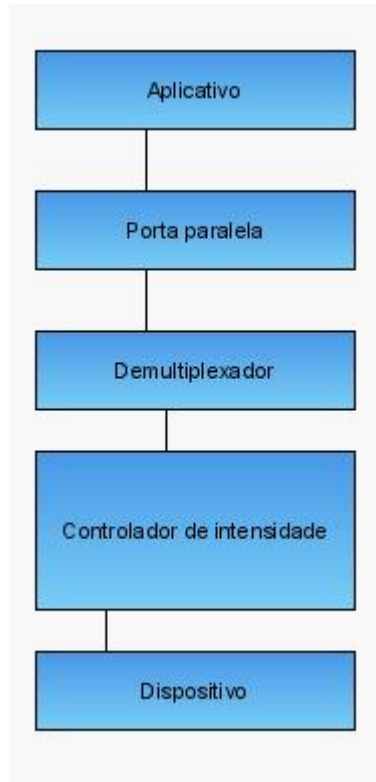 Aplicativo
Porta paralela
Demultiplexador
Controlador de intensidade
Dispositivo